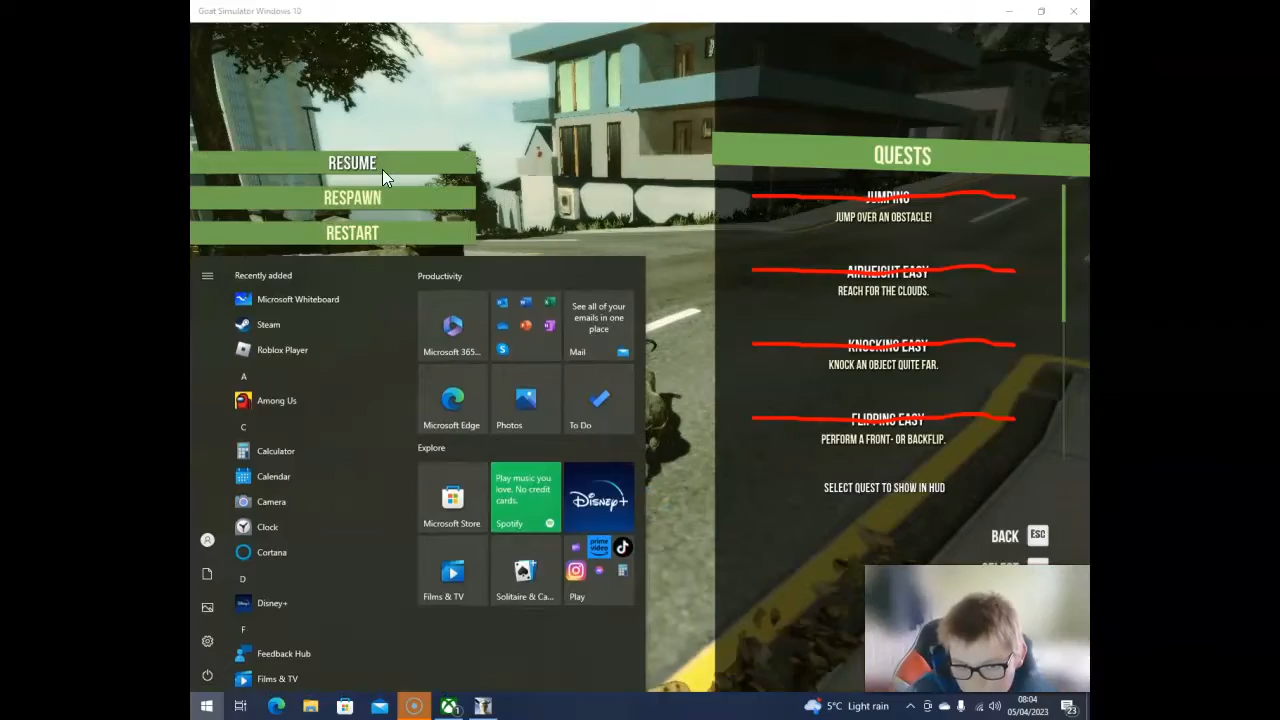 Goat Simulator Windows 10
RESUME
RESPAWN
RESTART
QUESTS
JUMPING
JUMP OVER AN OBSTACLE!
AIRHEIGHT EASY
REACH FOR THE CLOUDS.
KNOCKING EASY
KNOCK AN OBJECT QUITE FAR.
FLIPPING EASY
PERFORM A FRONT- OR BACKFLIP.
SELECT QUEST TO SHOW IN HUD
BACK ESC
Recently added
Microsoft Whiteboard
Steam
Roblox Player
A
Among Us
C
Calculator
Calendar
Camera
Clock
Cortana
D
Disney+
F
Feedback Hub
Films & TV
Productivity
See all of your
emails in one
place
Microsoft 365...
Mail
Microsoft Edge
Photos
To Do
Explore
Play music you
love. No credit
cards.
Disney+
Microsoft Store
Spotify
prime
video
Films & TV
Solitaire & Ca...
Play
5°C Light rain
08:04
05/04/2023
23